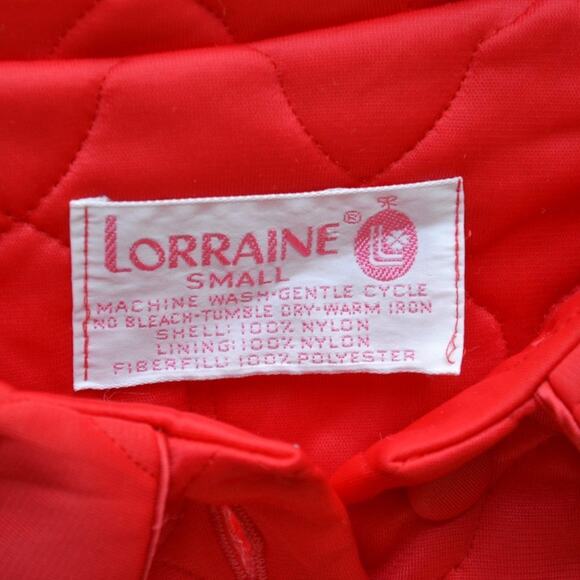 LORRAINE®
SMALL
MACHINE WASH-GENTLE CYCLE
NO BLEACH-TUMBLE DRY-WARM IRON
SHELL: 100% NYLON
LINING: 100% NYLON
FIBERFILL: 100% POLYESTER